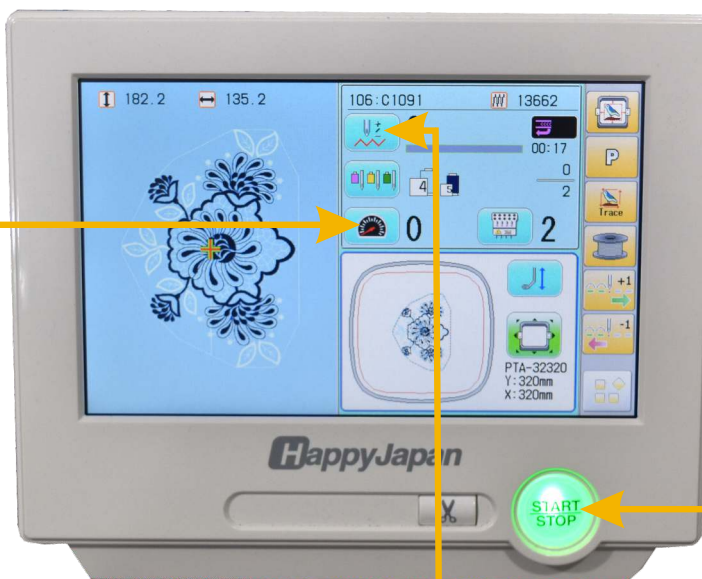 182.2 135.2
106:C1091 13662
00:17
0
4
2
P
Trace
0 2
+1
-1
PTA-32320
Y:320mm
X:320mm
HappyJapan
START
STOP